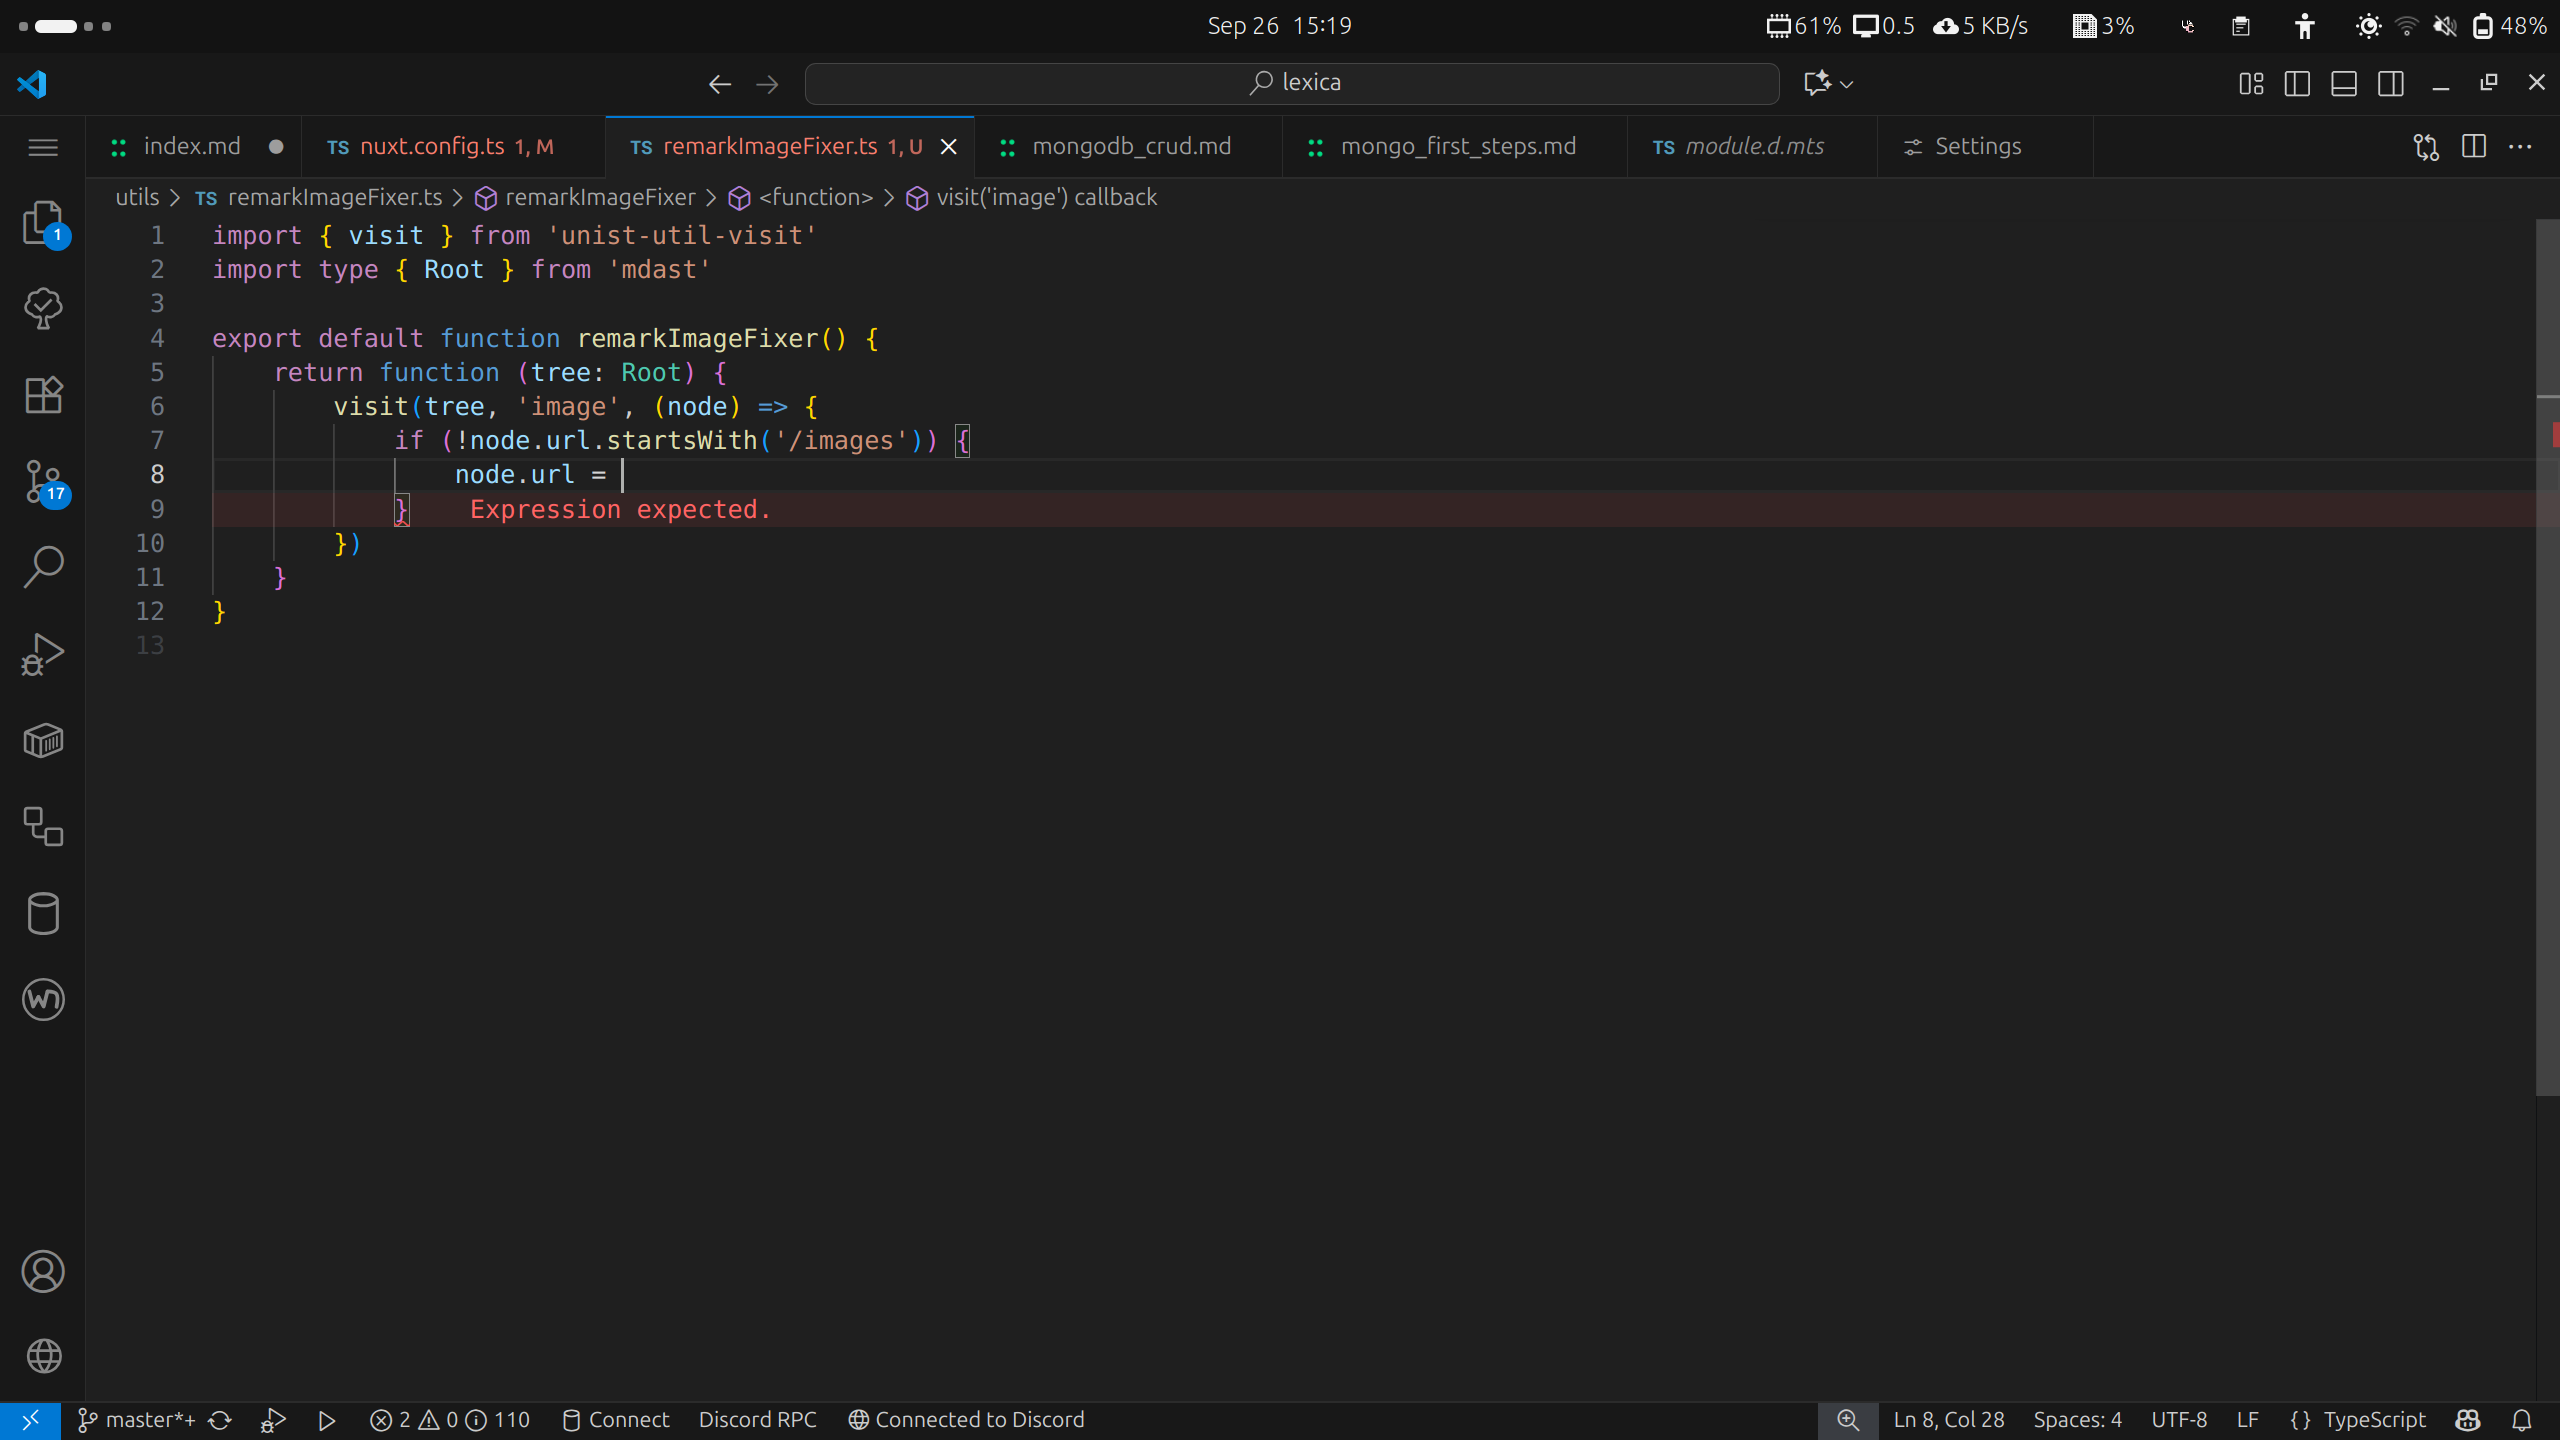 Sep 26 15:19
61% 0.5 5 KB/s 3% 48%
lexica
index.md
TS nuxt.config.ts 1, M
TS remarkImageFixer.ts 1, U
mongodb_crud.md
mongo_first_steps.md
TS module.d.mts
Settings
utils > TS remarkImageFixer.ts > remarkImageFixer > <function> > visit('image') callback
1 import { visit } from 'unist-util-visit'
2 import type { Root } from 'mdast'
3
4 export default function remarkImageFixer() {
5 return function (tree: Root) {
6 visit(tree, 'image', (node) => {
7 if (!node.url.startsWith('/images')) {
8 node.url =
9 } Expression expected.
10 })
11 }
12 }
13
1
17
master*+ 2 0 110 Connect Discord RPC Connected to Discord
Ln 8, Col 28 Spaces: 4 UTF-8 LF {} TypeScript